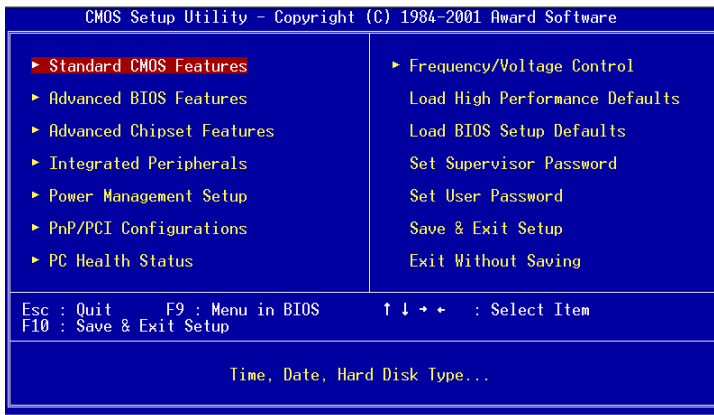 CMOS Setup Utility - Copyright (C) 1984-2001 Award Software
▸ Standard CMOS Features
▸ Advanced BIOS Features
▸ Advanced Chipset Features
▸ Integrated Peripherals
▸ Power Management Setup
▸ PnP/PCI Configurations
▸ PC Health Status
▸ Frequency/Voltage Control
Load High Performance Defaults
Load BIOS Setup Defaults
Set Supervisor Password
Set User Password
Save & Exit Setup
Exit Without Saving
Esc : Quit F9 : Menu in BIOS ↑ ↓ → ← : Select Item
F10 : Save & Exit Setup
Time, Date, Hard Disk Type...